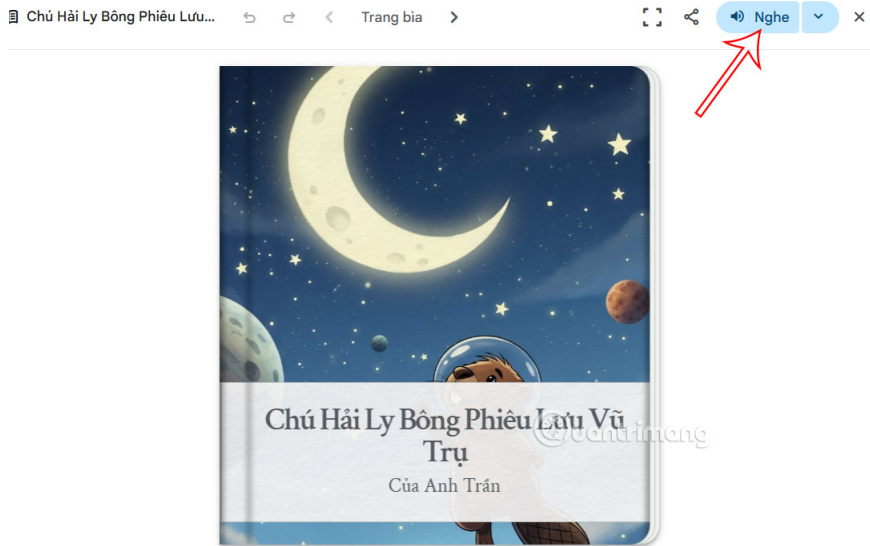 Chú Hải Ly Bông Phiêu Lưu...
Trang bìa
Nghe
Chú Hải Ly Bông Phiêu Lưu Vũ
Trụ
Của Anh Trần
Quantrimang